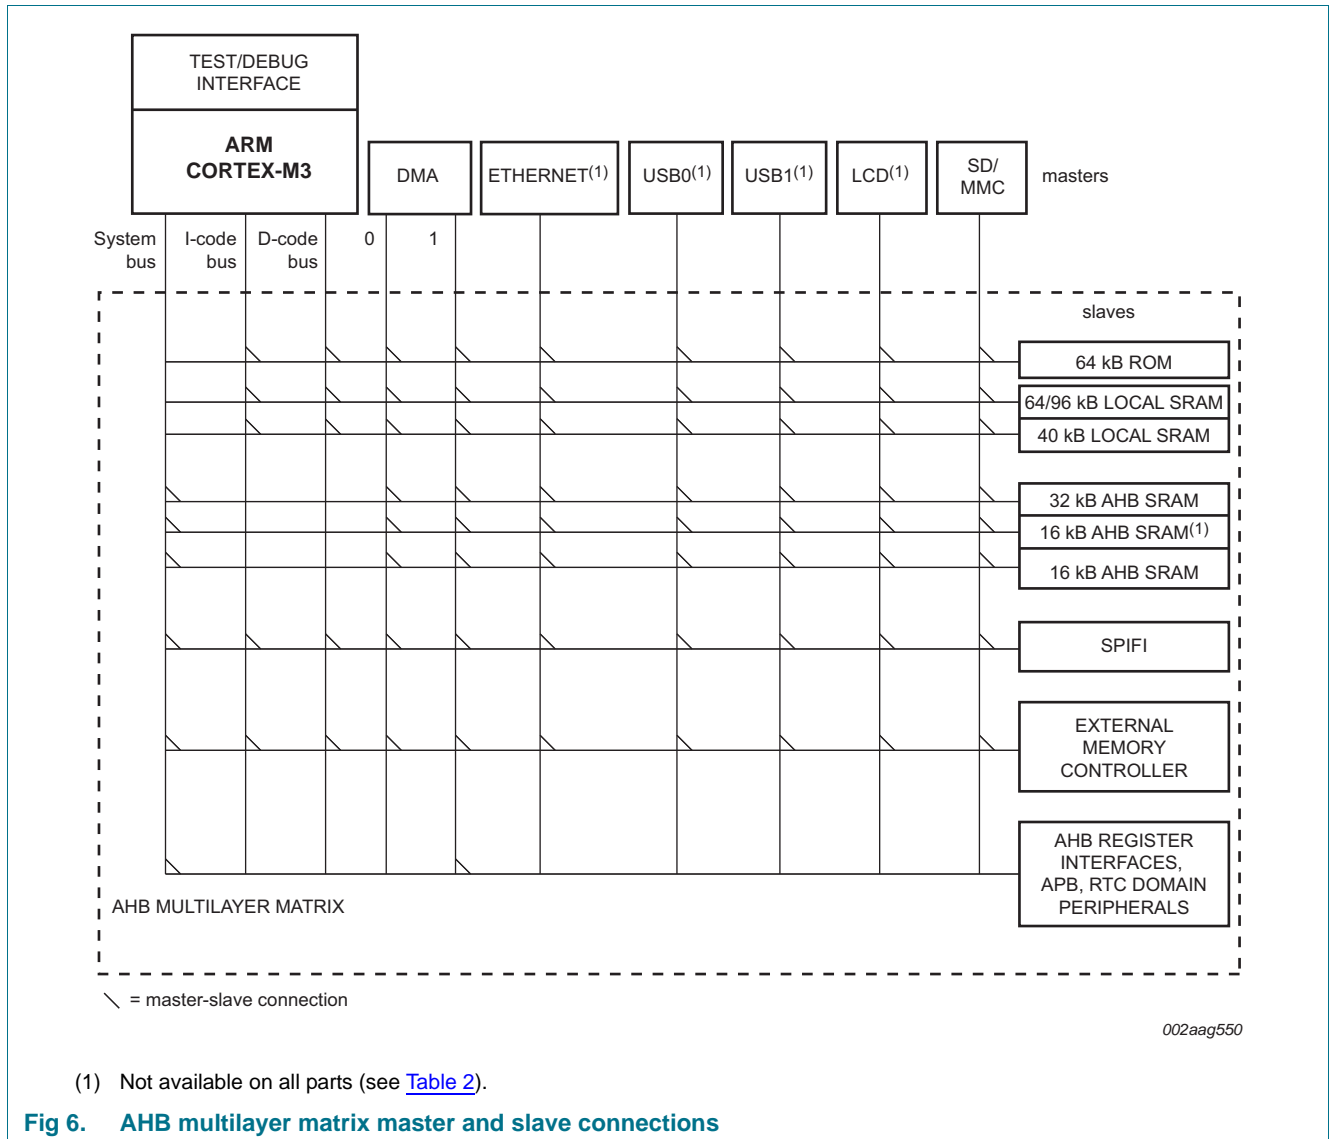 TEST/DEBUG
INTERFACE
ARM
CORTEX-M3
DMA
ETHERNET(1)
USB0(1)
USB1(1)
LCD(1)
SD/
MMC
masters
System
bus
I-code
bus
D-code
bus
0
1
slaves
64 kB ROM
64/96 kB LOCAL SRAM
40 kB LOCAL SRAM
32 kB AHB SRAM
16 kB AHB SRAM(1)
16 kB AHB SRAM
SPIFI
EXTERNAL
MEMORY
CONTROLLER
AHB REGISTER
INTERFACES,
APB, RTC DOMAIN
PERIPHERALS
AHB MULTILAYER MATRIX
= master-slave connection
002aag550
(1) Not available on all parts (see Table 2).
Fig 6. AHB multilayer matrix master and slave connections